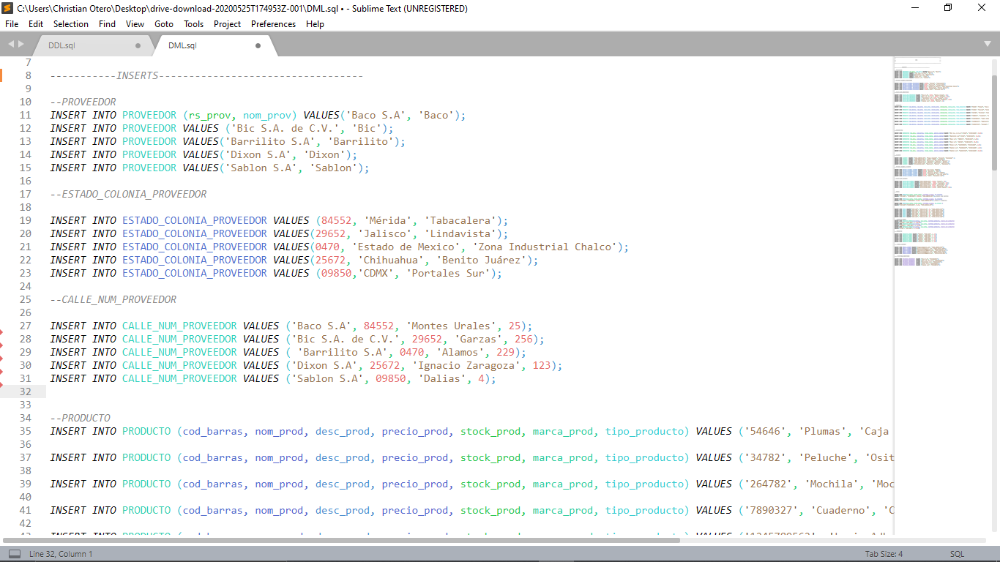 C:\Users\Christian Otero\Desktop\drive-download-20200525T174953Z-001\DML.sql • - Sublime Text (UNREGISTERED)
File Edit Selection Find View Goto Tools Project Preferences Help
DDL.sql DML.sql
7
8 -----------INSERTS----------------------------------
9
10 --PROVEEDOR
11 INSERT INTO PROVEEDOR (rs_prov, nom_prov) VALUES('Baco S.A', 'Baco');
12 INSERT INTO PROVEEDOR VALUES ('Bic S.A. de C.V.', 'Bic');
13 INSERT INTO PROVEEDOR VALUES('Barrilito S.A', 'Barrilito');
14 INSERT INTO PROVEEDOR VALUES('Dixon S.A', 'Dixon');
15 INSERT INTO PROVEEDOR VALUES('Sablon S.A', 'Sablon');
16
17 --ESTADO_COLONIA_PROVEEDOR
18
19 INSERT INTO ESTADO_COLONIA_PROVEEDOR VALUES (84552, 'Mérida', 'Tabacalera');
20 INSERT INTO ESTADO_COLONIA_PROVEEDOR VALUES(29652, 'Jalisco', 'Lindavista');
21 INSERT INTO ESTADO_COLONIA_PROVEEDOR VALUES(0470, 'Estado de Mexico', 'Zona Industrial Chalco');
22 INSERT INTO ESTADO_COLONIA_PROVEEDOR VALUES(25672, 'Chihuahua', 'Benito Juárez');
23 INSERT INTO ESTADO_COLONIA_PROVEEDOR VALUES (09850,'CDMX', 'Portales Sur');
24
25 --CALLE_NUM_PROVEEDOR
26
27 INSERT INTO CALLE_NUM_PROVEEDOR VALUES ('Baco S.A', 84552, 'Montes Urales', 25);
28 INSERT INTO CALLE_NUM_PROVEEDOR VALUES ('Bic S.A. de C.V.', 29652, 'Garzas', 256);
29 INSERT INTO CALLE_NUM_PROVEEDOR VALUES ( 'Barrilito S.A', 0470, 'Alamos', 229);
30 INSERT INTO CALLE_NUM_PROVEEDOR VALUES ('Dixon S.A', 25672, 'Ignacio Zaragoza', 123);
31 INSERT INTO CALLE_NUM_PROVEEDOR VALUES ('Sablon S.A', 09850, 'Dalias', 4);
32
33
34 --PRODUCTO
35 INSERT INTO PRODUCTO (cod_barras, nom_prod, desc_prod, precio_prod, stock_prod, marca_prod, tipo_producto) VALUES ('54646', 'Plumas', 'Caja
36
37 INSERT INTO PRODUCTO (cod_barras, nom_prod, desc_prod, precio_prod, stock_prod, marca_prod, tipo_producto) VALUES ('34782', 'Peluche', 'Osit
38
39 INSERT INTO PRODUCTO (cod_barras, nom_prod, desc_prod, precio_prod, stock_prod, marca_prod, tipo_producto) VALUES ('264782', 'Mochila', 'Moc
40
41 INSERT INTO PRODUCTO (cod_barras, nom_prod, desc_prod, precio_prod, stock_prod, marca_prod, tipo_producto) VALUES ('7890327', 'Cuaderno', 'C
42
Line 32, Column 1 Tab Size: 4 SQL